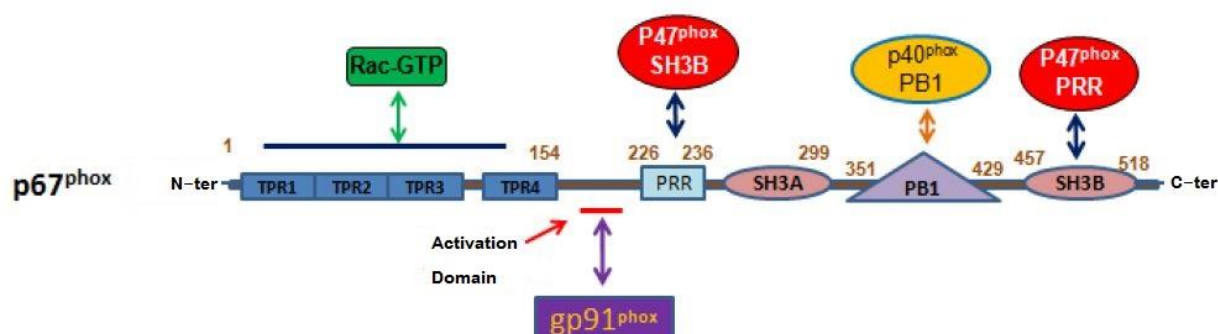 P47phox
SH3B
p40phox
PB1
P47phox
PRR
Rac-GTP
1
154
226
236
299
351
429
457
518
p67phox
N-ter
TPR1
TPR2
TPR3
TPR4
PRR
SH3A
PB1
SH3B
C-ter
Activation
Domain
gp91phox